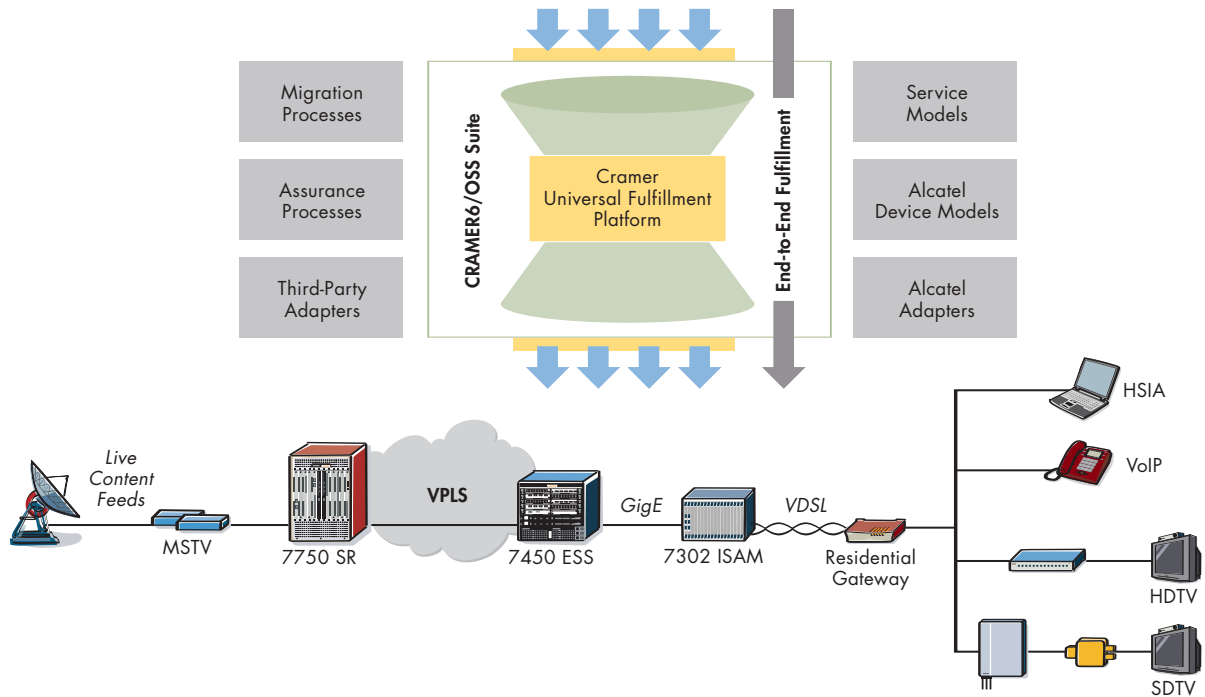 Migration
Processes
Assurance
Processes
Third-Party
Adapters
CRAMER6/OSS Suite
Cramer
Universal Fulfillment
Platform
End-to-End Fulfillment
Service
Models
Alcatel
Device Models
Alcatel
Adapters
Live
Content
Feeds
MSTV
7750 SR
VPLS
7450 ESS
GigE
7302 ISAM
VDSL
Residential
Gateway
HSIA
VoIP
HDTV
SDTV